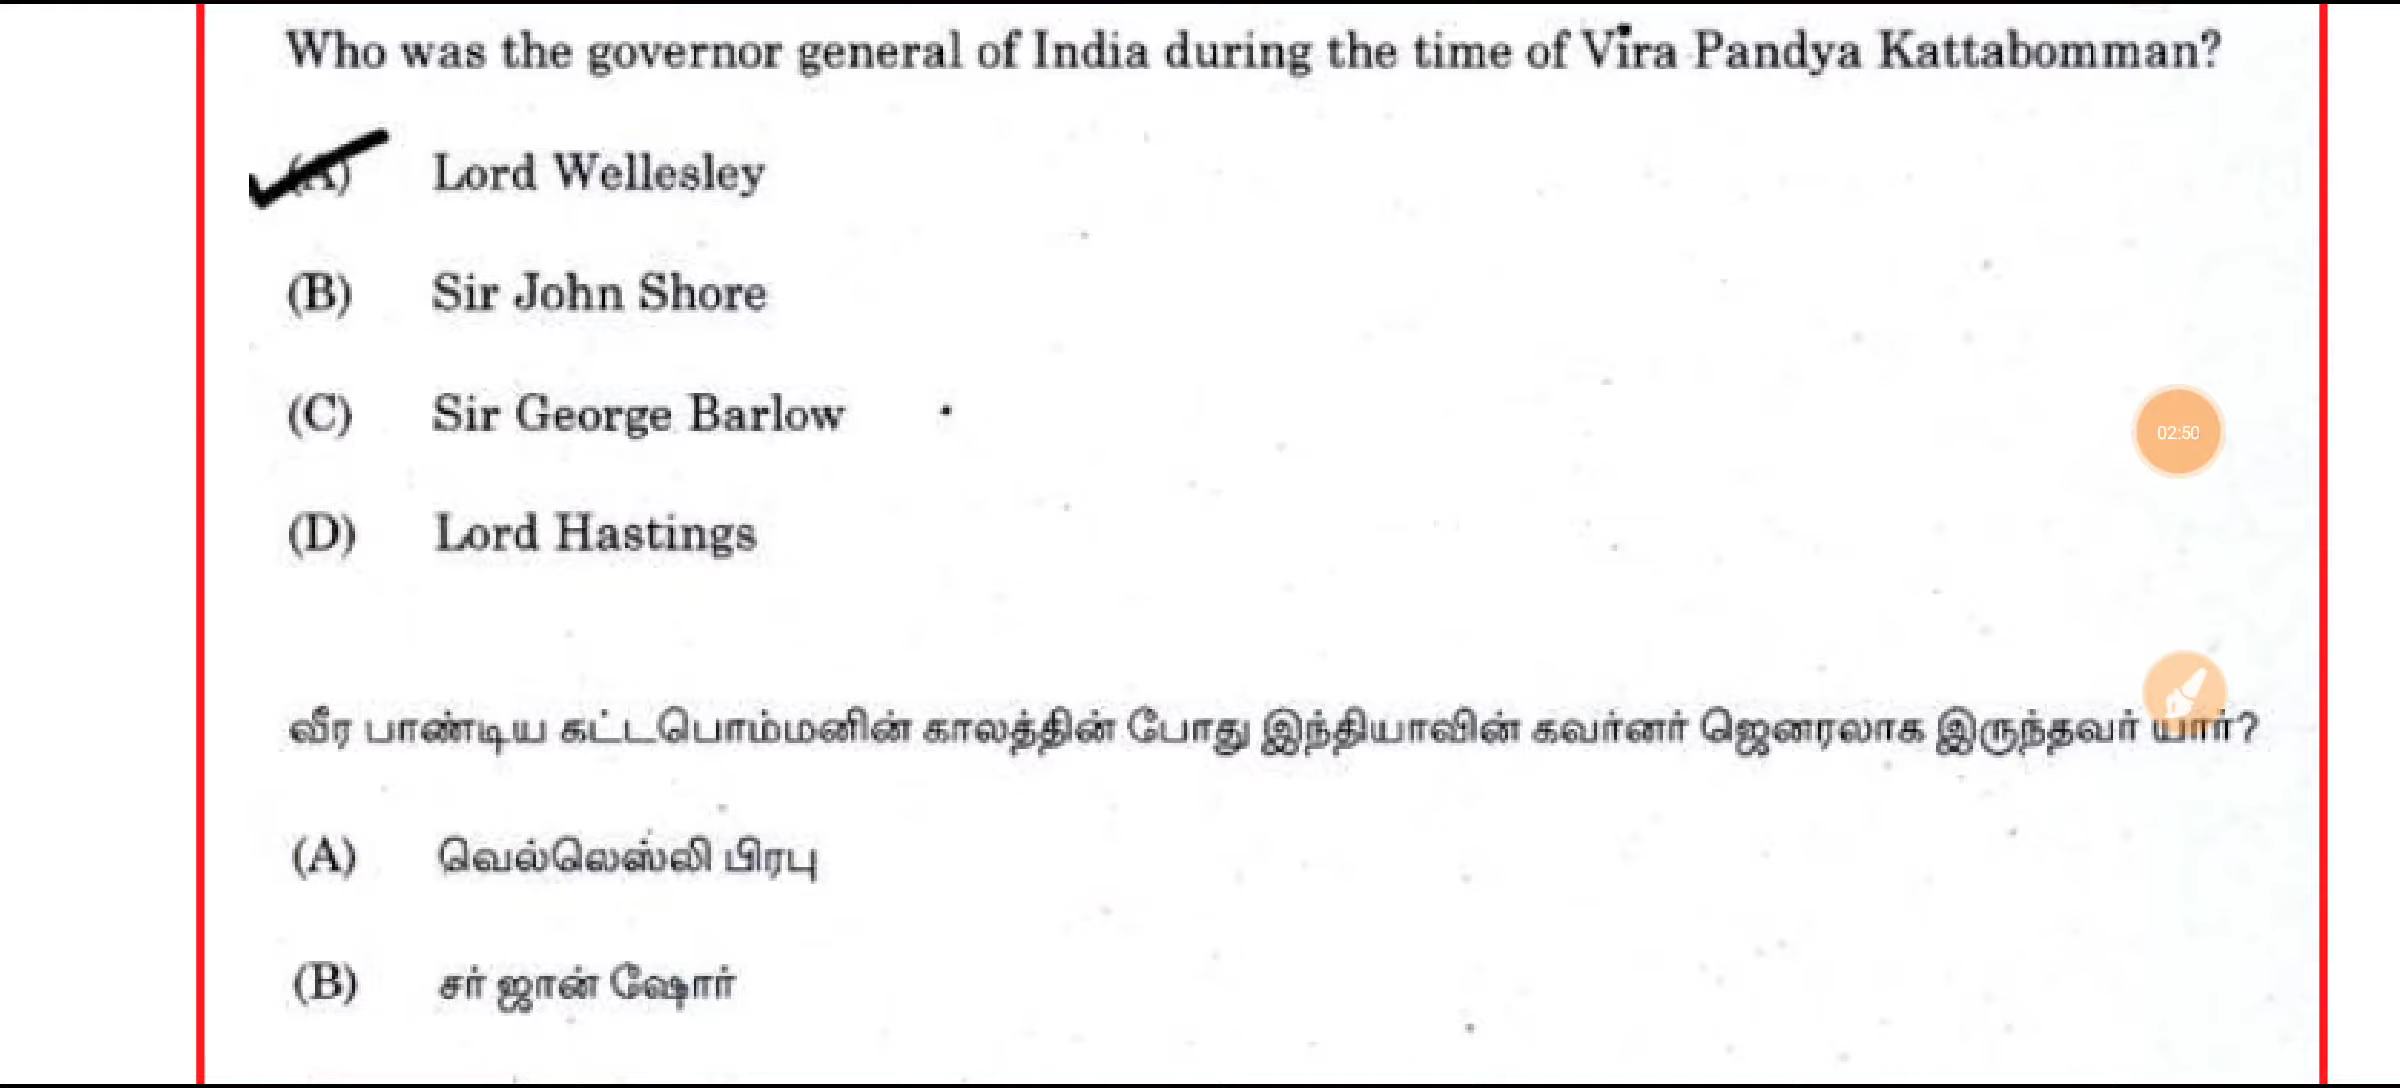 Who was the governor general of India during the time of Vira Pandya Kattabomman?
(A) Lord Wellesley
(B) Sir John Shore
(C) Sir George Barlow
02:50
(D) Lord Hastings
வீர பாண்டிய கட்டபொம்மனின் காலத்தின் போது இந்தியாவின் கவர்னர் ஜெனரலாக இருந்தவர் யார்?
(A) வெல்லெஸ்லி பிரபு
(B) சர் ஜான் ஷோர்